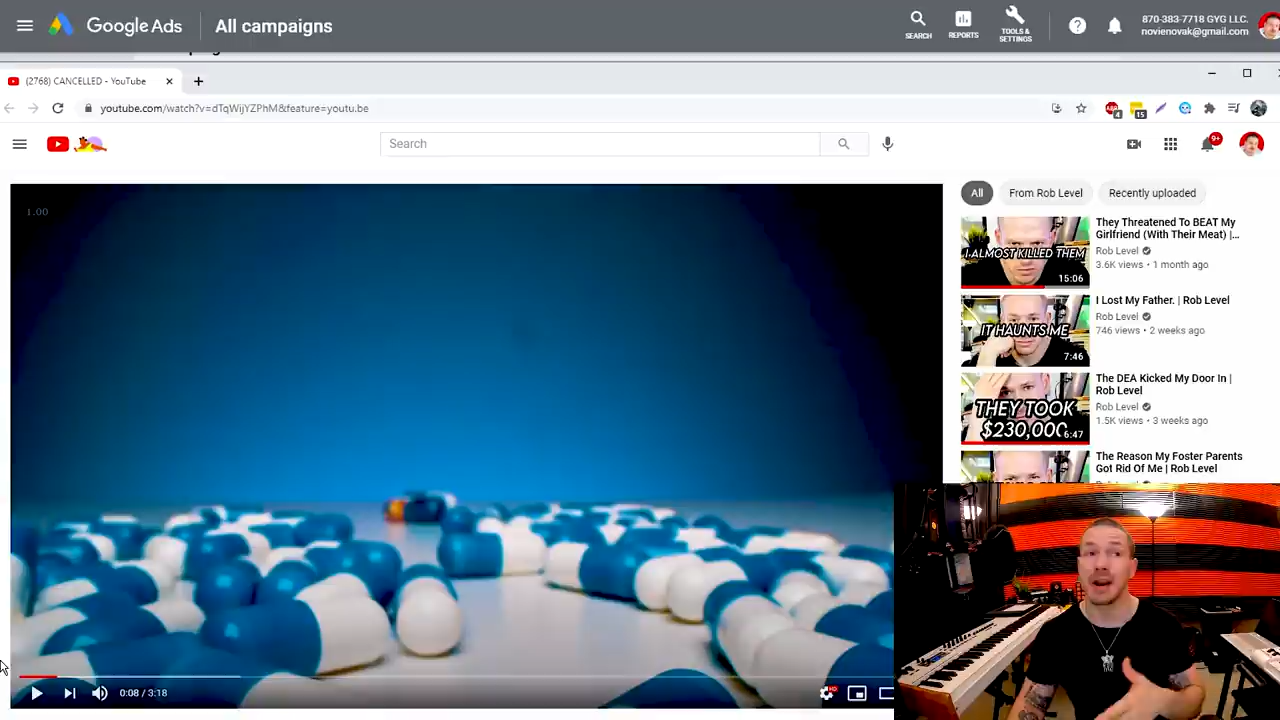 Google Ads
All campaigns
SEARCH
REPORTS
TOOLS &
SETTINGS
870-383-7718 GYG LLC.
novienovak@gmail.com
(2768) CANCELLED - YouTube
youtube.com/watch?v=dTqWijYZPhM&feature=youtu.be
4
15
Search
9+
1.00
All
From Rob Level
Recently uploaded
I ALMOST KILLED THEM
15:06
They Threatened To BEAT My
Girlfriend (With Their Meat) |...
Rob Level
3.6K views • 1 month ago
IT HAUNTS ME
7:46
I Lost My Father. | Rob Level
Rob Level
746 views • 2 weeks ago
THEY TOOK
$230,000
6:47
The DEA Kicked My Door In |
Rob Level
Rob Level
1.5K views • 3 weeks ago
The Reason My Foster Parents
Got Rid Of Me | Rob Level
0:08 / 3:18
HD